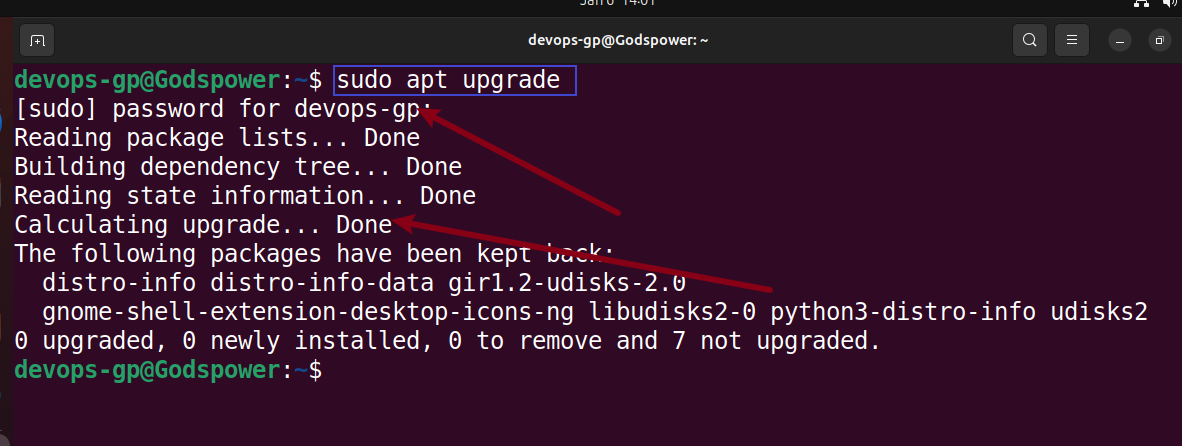 Jan 6 14:01
devops-gp@Godspower: ~
devops-gp@Godspower:~$ sudo apt upgrade
[sudo] password for devops-gp:
Reading package lists... Done
Building dependency tree... Done
Reading state information... Done
Calculating upgrade... Done
The following packages have been kept back:
  distro-info distro-info-data gir1.2-udisks-2.0
  gnome-shell-extension-desktop-icons-ng libudisks2-0 python3-distro-info udisks2
0 upgraded, 0 newly installed, 0 to remove and 7 not upgraded.
devops-gp@Godspower:~$